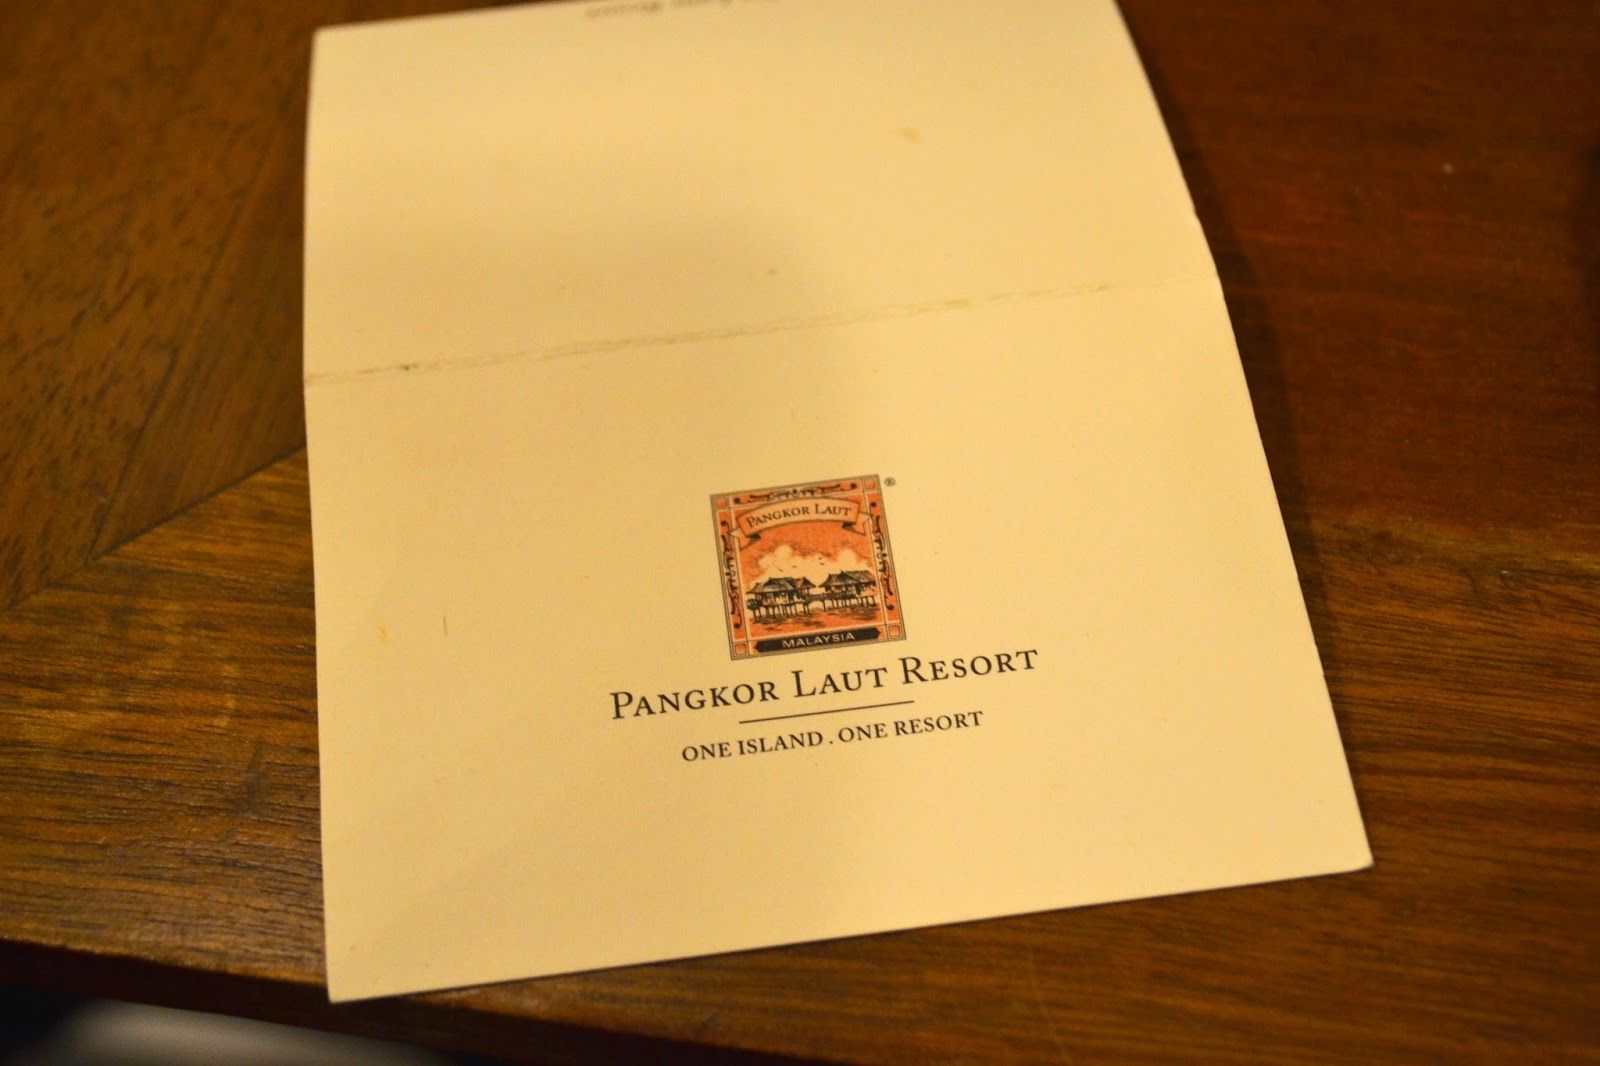 PANGKOR LAUT
MALAYSIA
®
PANGKOR LAUT RESORT
ONE ISLAND . ONE RESORT